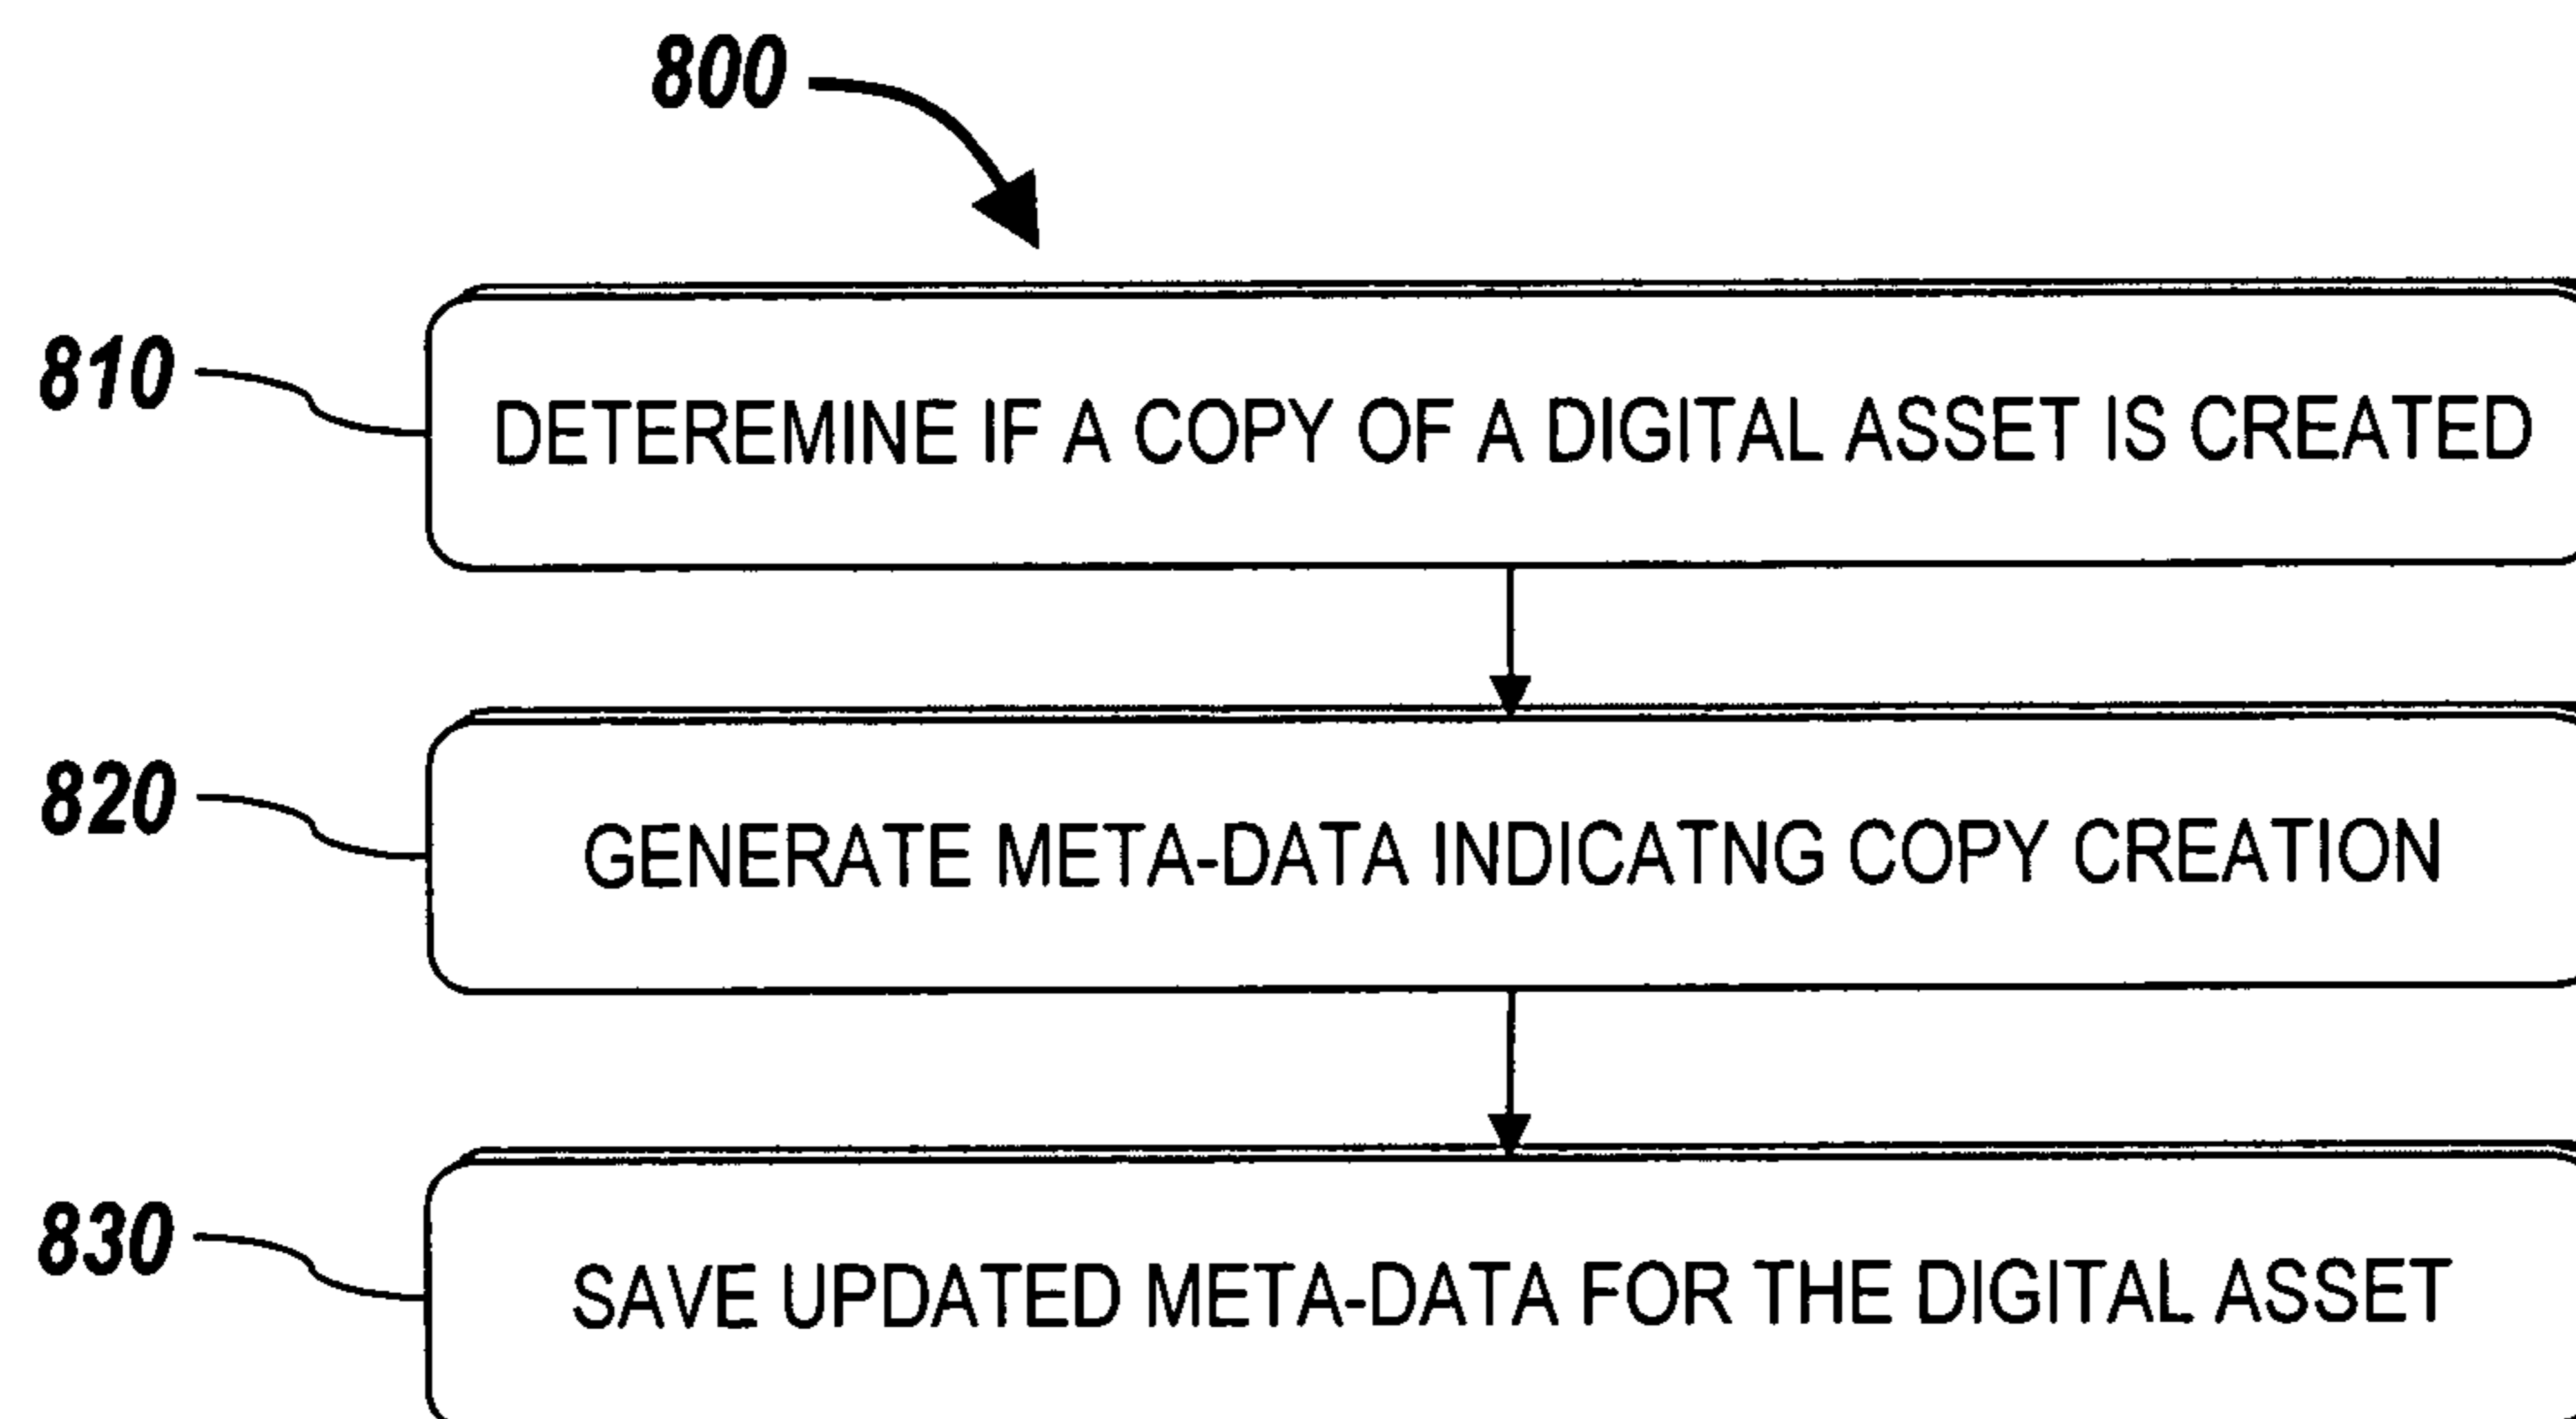 800
810 DETEREMINE IF A COPY OF A DIGITAL ASSET IS CREATED
820 GENERATE META-DATA INDICATNG COPY CREATION
830 SAVE UPDATED META-DATA FOR THE DIGITAL ASSET